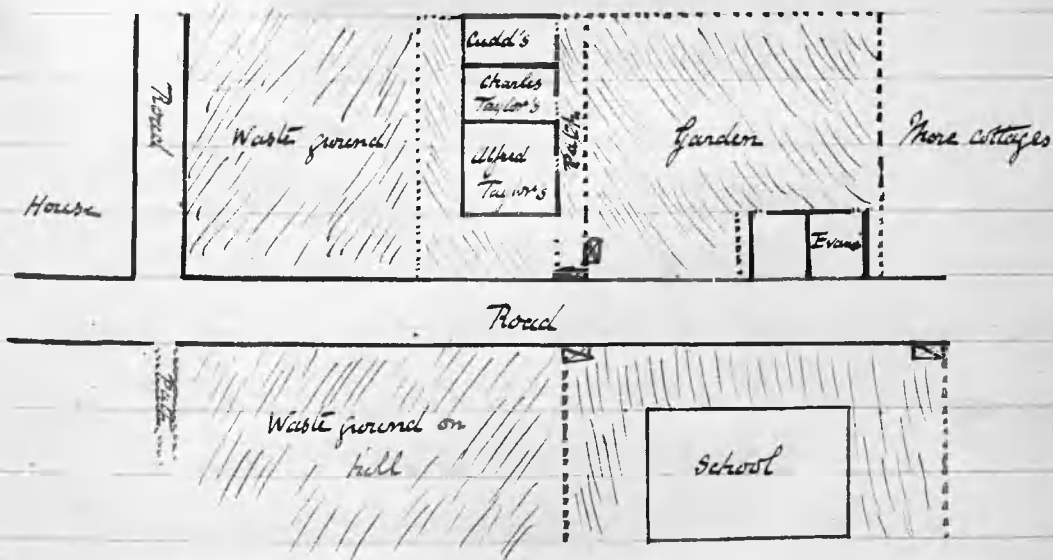 Cudd's
Charles
Taylor's
Alfred
Taylor's
Road
Waste ground
Path
Garden
More cottages
House
Evans
Road
Path
Waste ground on
hill
School